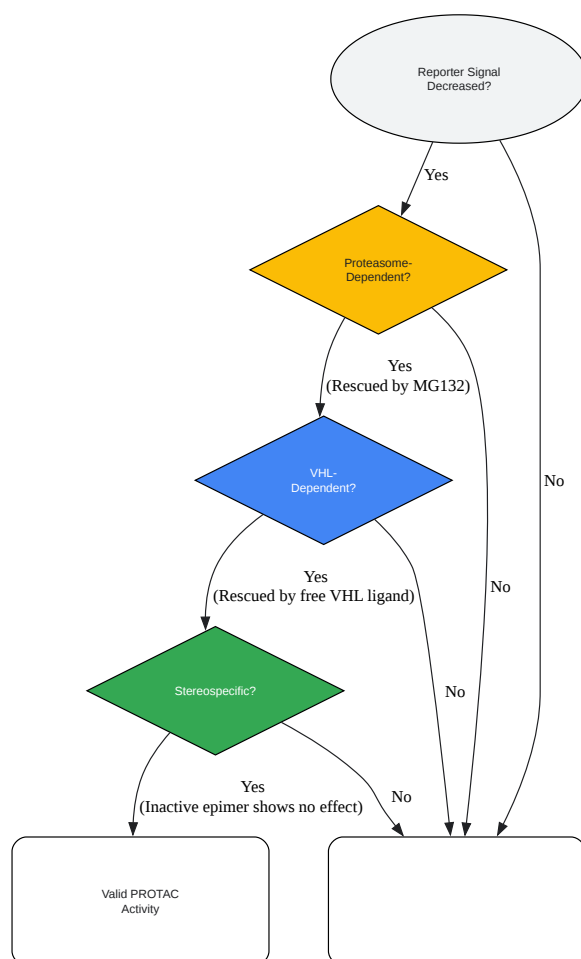 Reporter Signal
Decreased?
Yes
Proteasome-
Dependent?
Yes
(Rescued by MG132)
VHL-
Dependent?
No
Yes
(Rescued by free VHL ligand)
No
Stereospecific?
No
Yes
(Inactive epimer shows no effect)
No
Valid PROTAC
Activity